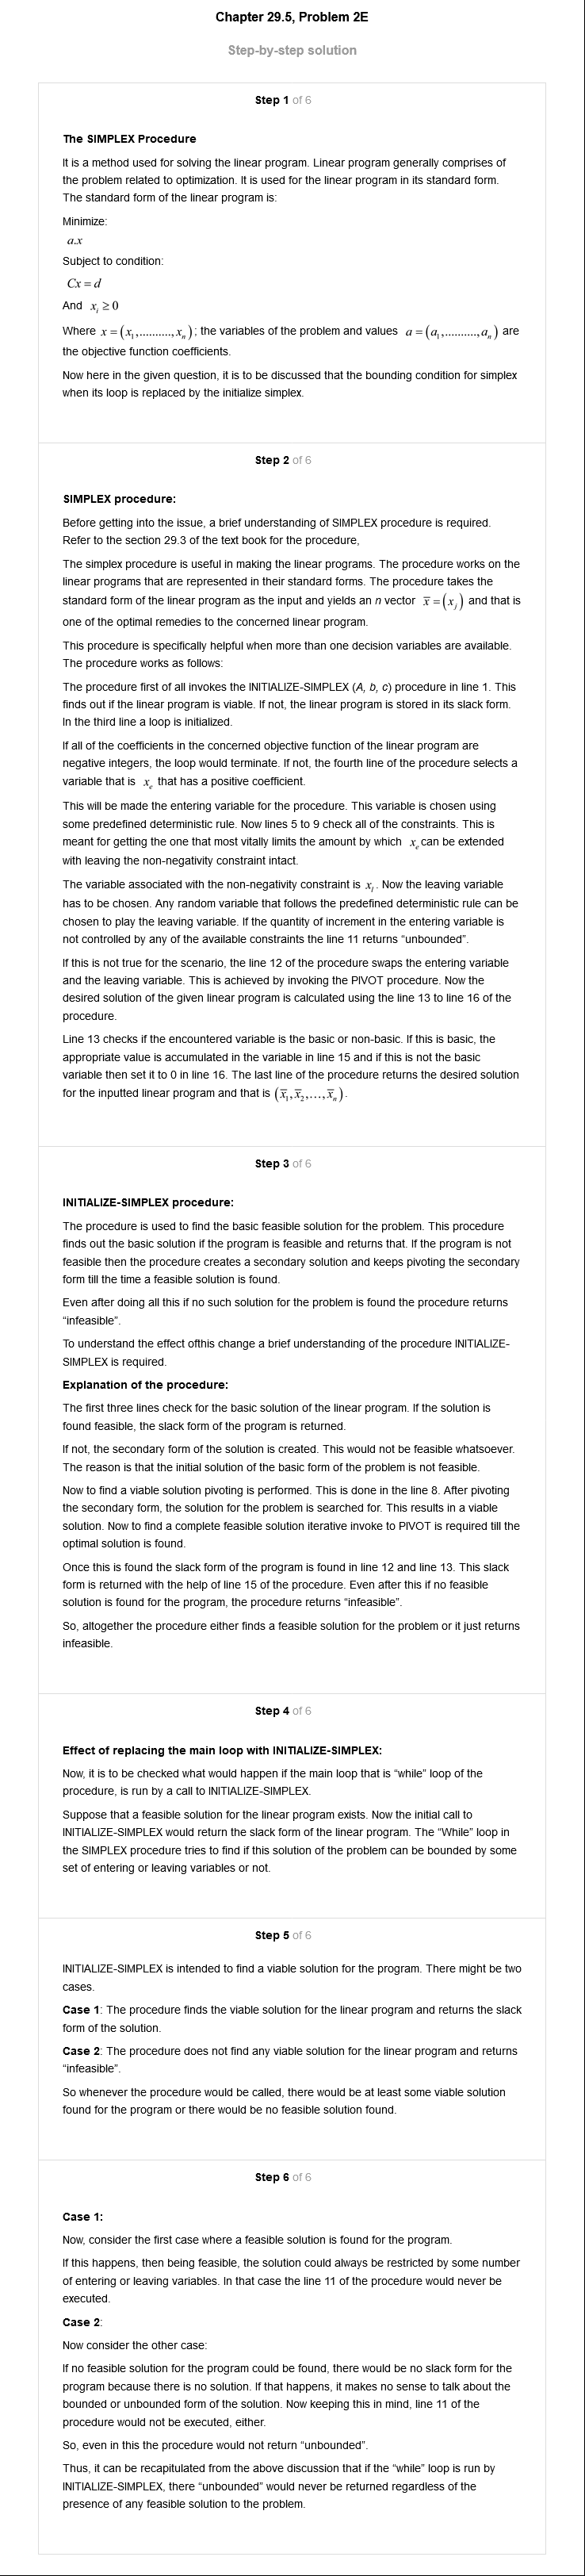 Chapter 29.5, Problem 2E
Step-by-step solution
Step 1 of 6
The SIMPLEX Procedure
It is a method used for solving the linear program. Linear program generally comprises of
the problem related to optimization. It is used for the linear program in its standard form.
The standard form of the linear program is:
Minimize:
a.x
Subject to condition:
Cx = d
And xᵢ ≥ 0
Where x = (x₁,..........,xₙ); the variables of the problem and values a = (a₁,..........,aₙ) are
the objective function coefficients.
Now here in the given question, it is to be discussed that the bounding condition for simplex
when its loop is replaced by the initialize simplex.
Step 2 of 6
SIMPLEX procedure:
Before getting into the issue, a brief understanding of SIMPLEX procedure is required.
Refer to the section 29.3 of the text book for the procedure,
The simplex procedure is useful in making the linear programs. The procedure works on the
linear programs that are represented in their standard forms. The procedure takes the
standard form of the linear program as the input and yields an n vector x̅ = (xⱼ) and that is
one of the optimal remedies to the concerned linear program.
This procedure is specifically helpful when more than one decision variables are available.
The procedure works as follows:
The procedure first of all invokes the INITIALIZE-SIMPLEX (A, b, c) procedure in line 1. This
finds out if the linear program is viable. If not, the linear program is stored in its slack form.
In the third line a loop is initialized.
If all of the coefficients in the concerned objective function of the linear program are
negative integers, the loop would terminate. If not, the fourth line of the procedure selects a
variable that is xₑ that has a positive coefficient.
This will be made the entering variable for the procedure. This variable is chosen using
some predefined deterministic rule. Now lines 5 to 9 check all of the constraints. This is
meant for getting the one that most vitally limits the amount by which xₑ can be extended
with leaving the non-negativity constraint intact.
The variable associated with the non-negativity constraint is xₗ. Now the leaving variable
has to be chosen. Any random variable that follows the predefined deterministic rule can be
chosen to play the leaving variable. If the quantity of increment in the entering variable is
not controlled by any of the available constraints the line 11 returns “unbounded”.
If this is not true for the scenario, the line 12 of the procedure swaps the entering variable
and the leaving variable. This is achieved by invoking the PIVOT procedure. Now the
desired solution of the given linear program is calculated using the line 13 to line 16 of the
procedure.
Line 13 checks if the encountered variable is the basic or non-basic. If this is basic, the
appropriate value is accumulated in the variable in line 15 and if this is not the basic
variable then set it to 0 in line 16. The last line of the procedure returns the desired solution
for the inputted linear program and that is (x̅₁,x̅₂,…,x̅ₙ).
Step 3 of 6
INITIALIZE-SIMPLEX procedure:
The procedure is used to find the basic feasible solution for the problem. This procedure
finds out the basic solution if the program is feasible and returns that. If the program is not
feasible then the procedure creates a secondary solution and keeps pivoting the secondary
form till the time a feasible solution is found.
Even after doing all this if no such solution for the problem is found the procedure returns
“infeasible”.
To understand the effect ofthis change a brief understanding of the procedure INITIALIZE-
SIMPLEX is required.
Explanation of the procedure:
The first three lines check for the basic solution of the linear program. If the solution is
found feasible, the slack form of the program is returned.
If not, the secondary form of the solution is created. This would not be feasible whatsoever.
The reason is that the initial solution of the basic form of the problem is not feasible.
Now to find a viable solution pivoting is performed. This is done in the line 8. After pivoting
the secondary form, the solution for the problem is searched for. This results in a viable
solution. Now to find a complete feasible solution iterative invoke to PIVOT is required till the
optimal solution is found.
Once this is found the slack form of the program is found in line 12 and line 13. This slack
form is returned with the help of line 15 of the procedure. Even after this if no feasible
solution is found for the program, the procedure returns “infeasible”.
So, altogether the procedure either finds a feasible solution for the problem or it just returns
infeasible.
Step 4 of 6
Effect of replacing the main loop with INITIALIZE-SIMPLEX:
Now, it is to be checked what would happen if the main loop that is “while” loop of the
procedure, is run by a call to INITIALIZE-SIMPLEX.
Suppose that a feasible solution for the linear program exists. Now the initial call to
INITIALIZE-SIMPLEX would return the slack form of the linear program. The “While” loop in
the SIMPLEX procedure tries to find if this solution of the problem can be bounded by some
set of entering or leaving variables or not.
Step 5 of 6
INITIALIZE-SIMPLEX is intended to find a viable solution for the program. There might be two
cases.
Case 1: The procedure finds the viable solution for the linear program and returns the slack
form of the solution.
Case 2: The procedure does not find any viable solution for the linear program and returns
“infeasible”.
So whenever the procedure would be called, there would be at least some viable solution
found for the program or there would be no feasible solution found.
Step 6 of 6
Case 1:
Now, consider the first case where a feasible solution is found for the program.
If this happens, then being feasible, the solution could always be restricted by some number
of entering or leaving variables. In that case the line 11 of the procedure would never be
executed.
Case 2:
Now consider the other case:
If no feasible solution for the program could be found, there would be no slack form for the
program because there is no solution. If that happens, it makes no sense to talk about the
bounded or unbounded form of the solution. Now keeping this in mind, line 11 of the
procedure would not be executed, either.
So, even in this the procedure would not return “unbounded”.
Thus, it can be recapitulated from the above discussion that if the “while” loop is run by
INITIALIZE-SIMPLEX, there “unbounded” would never be returned regardless of the
presence of any feasible solution to the problem.